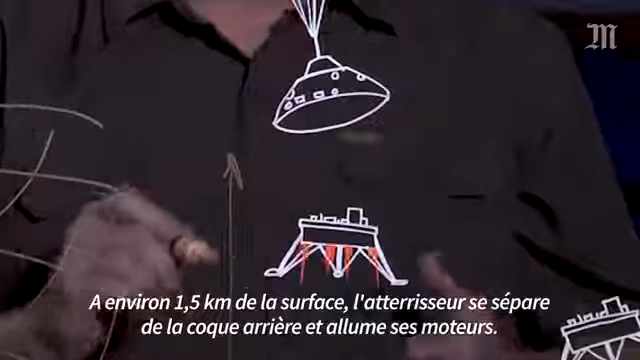 M
A environ 1,5 km de la surface, l'atterrisseur se sépare
de la coque arrière et allume ses moteurs.